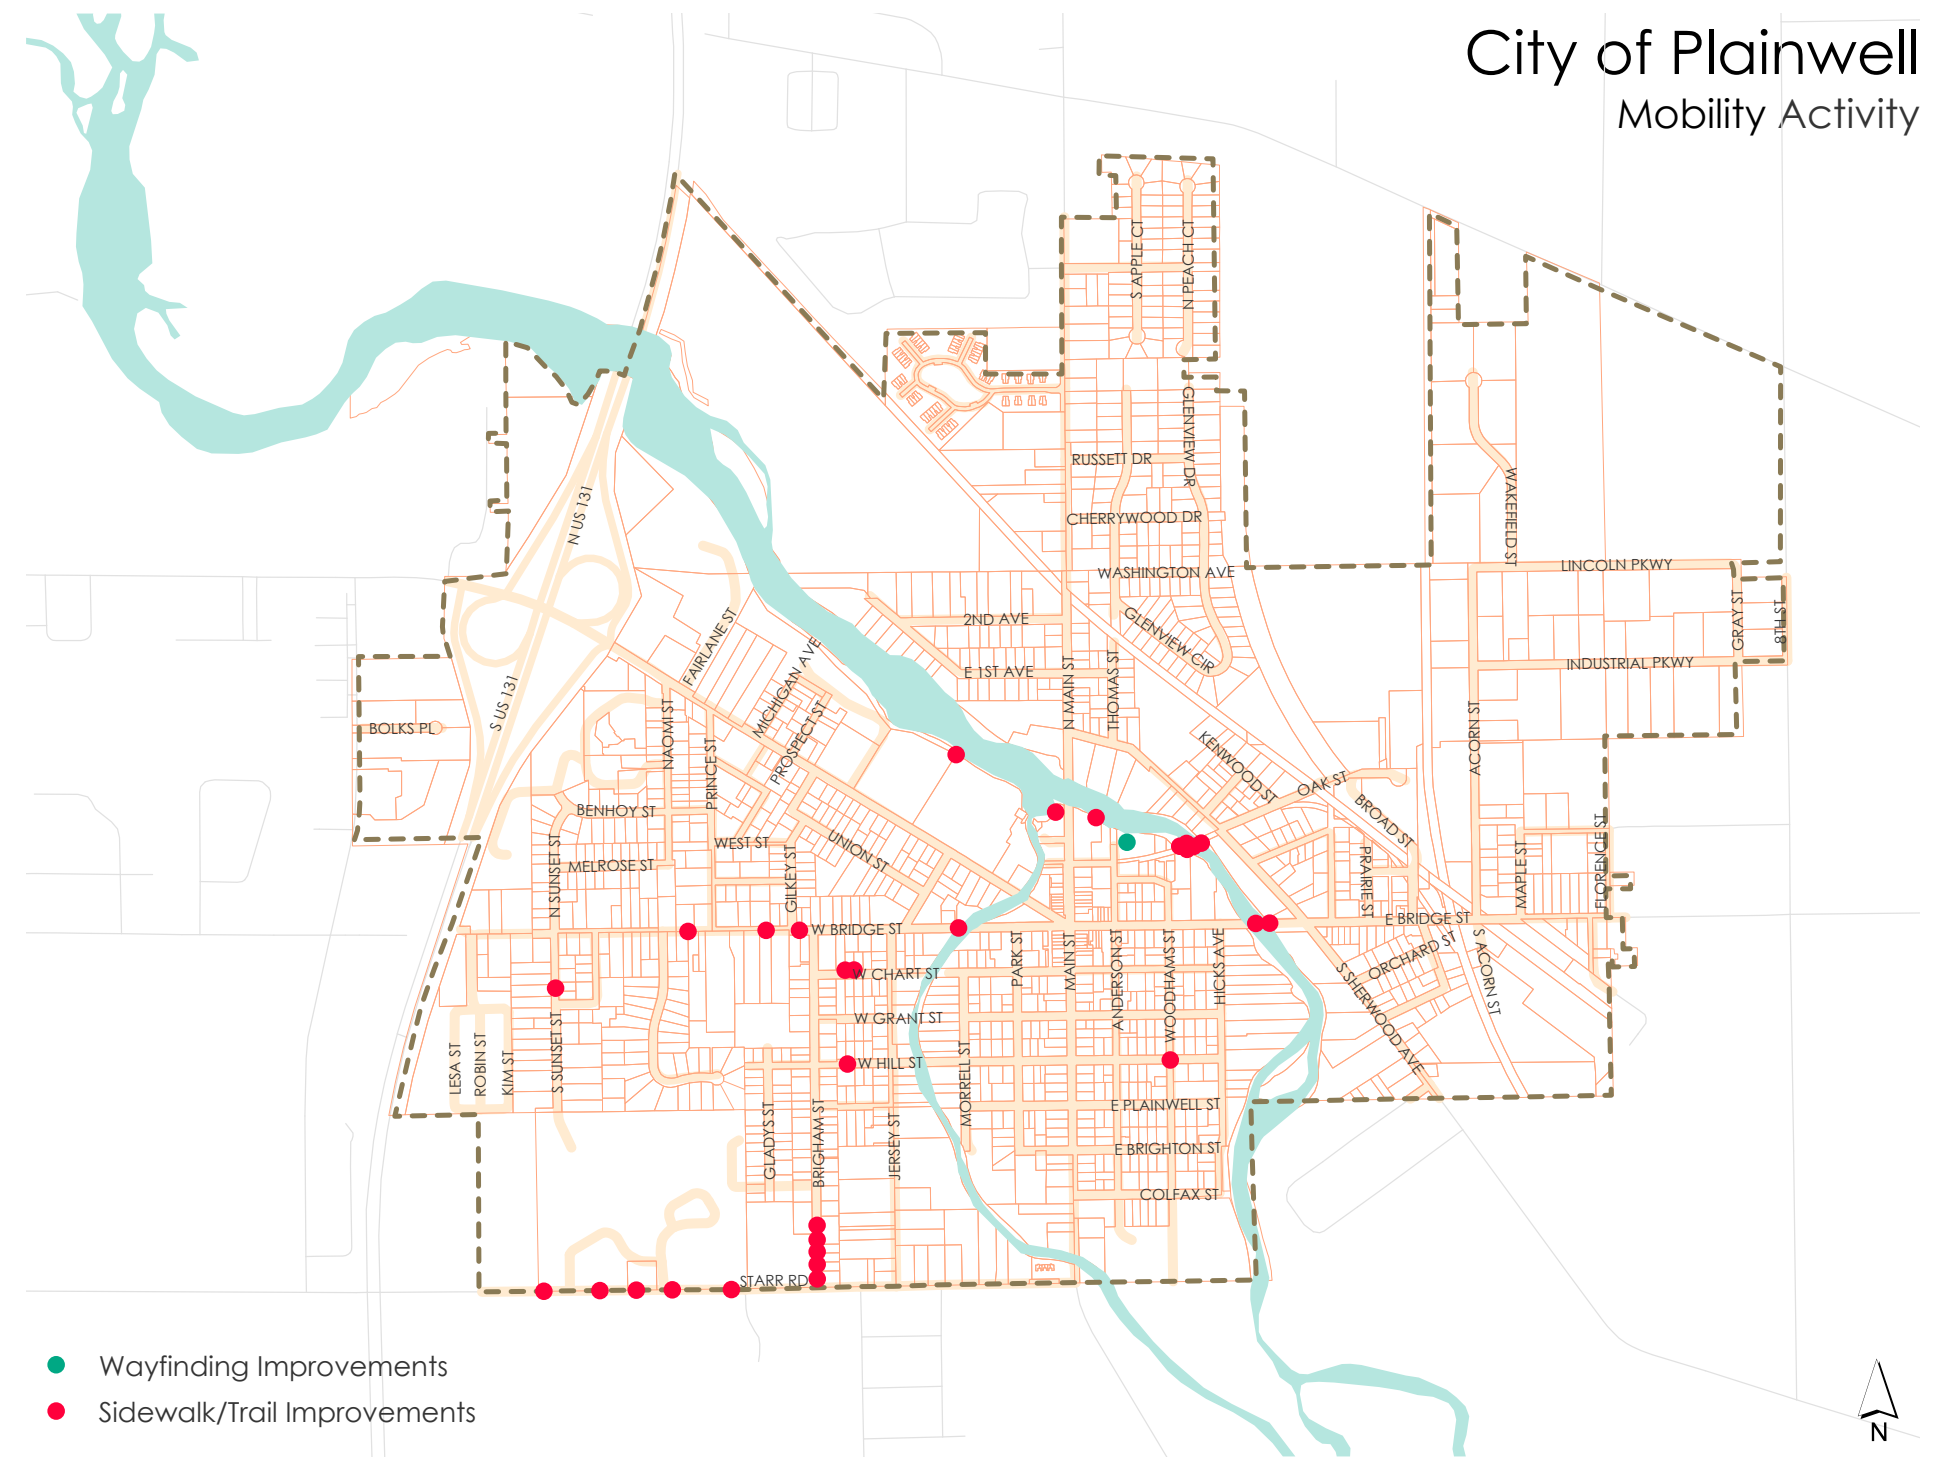 City of Plainwell
Mobility Activity
S APPLE CT
N PEACH CT
GLENVIEW DR
RUSSETT DR
CHERRYWOOD DR
WASHINGTON AVE
WAKEFIELD ST
LINCOLN PKWY
N US 131
2ND AVE
GLENVIEW CIR
GRAY ST
8TH ST
FAIRLANE ST
MICHIGAN AVE
E 1ST AVE
INDUSTRIAL PKWY
S US 131
N MAIN ST
THOMAS ST
BOLKS PL
NAOMI ST
PRINCE ST
PROSPECT ST
KENWOOD ST
ACORN ST
OAK ST
BROAD ST
BENHOY ST
WEST ST
UNION ST
N SUNSET ST
MELROSE ST
GILKEY ST
PRAIRIE ST
MAPLE ST
FLORENCE ST
W BRIDGE ST
E BRIDGE ST
W CHART ST
PARK ST
MAIN ST
ANDERSON ST
WOODHAMS ST
HICKS AVE
ORCHARD ST
S ACORN ST
S SHERWOOD AVE
W GRANT ST
LESA ST
ROBIN ST
KIM ST
S SUNSET ST
W HILL ST
MORRELL ST
GLADYS ST
BRIGHAM ST
JERSEY ST
E PLAINWELL ST
E BRIGHTON ST
COLFAX ST
STARR RD
Wayfinding Improvements
Sidewalk/Trail Improvements
N